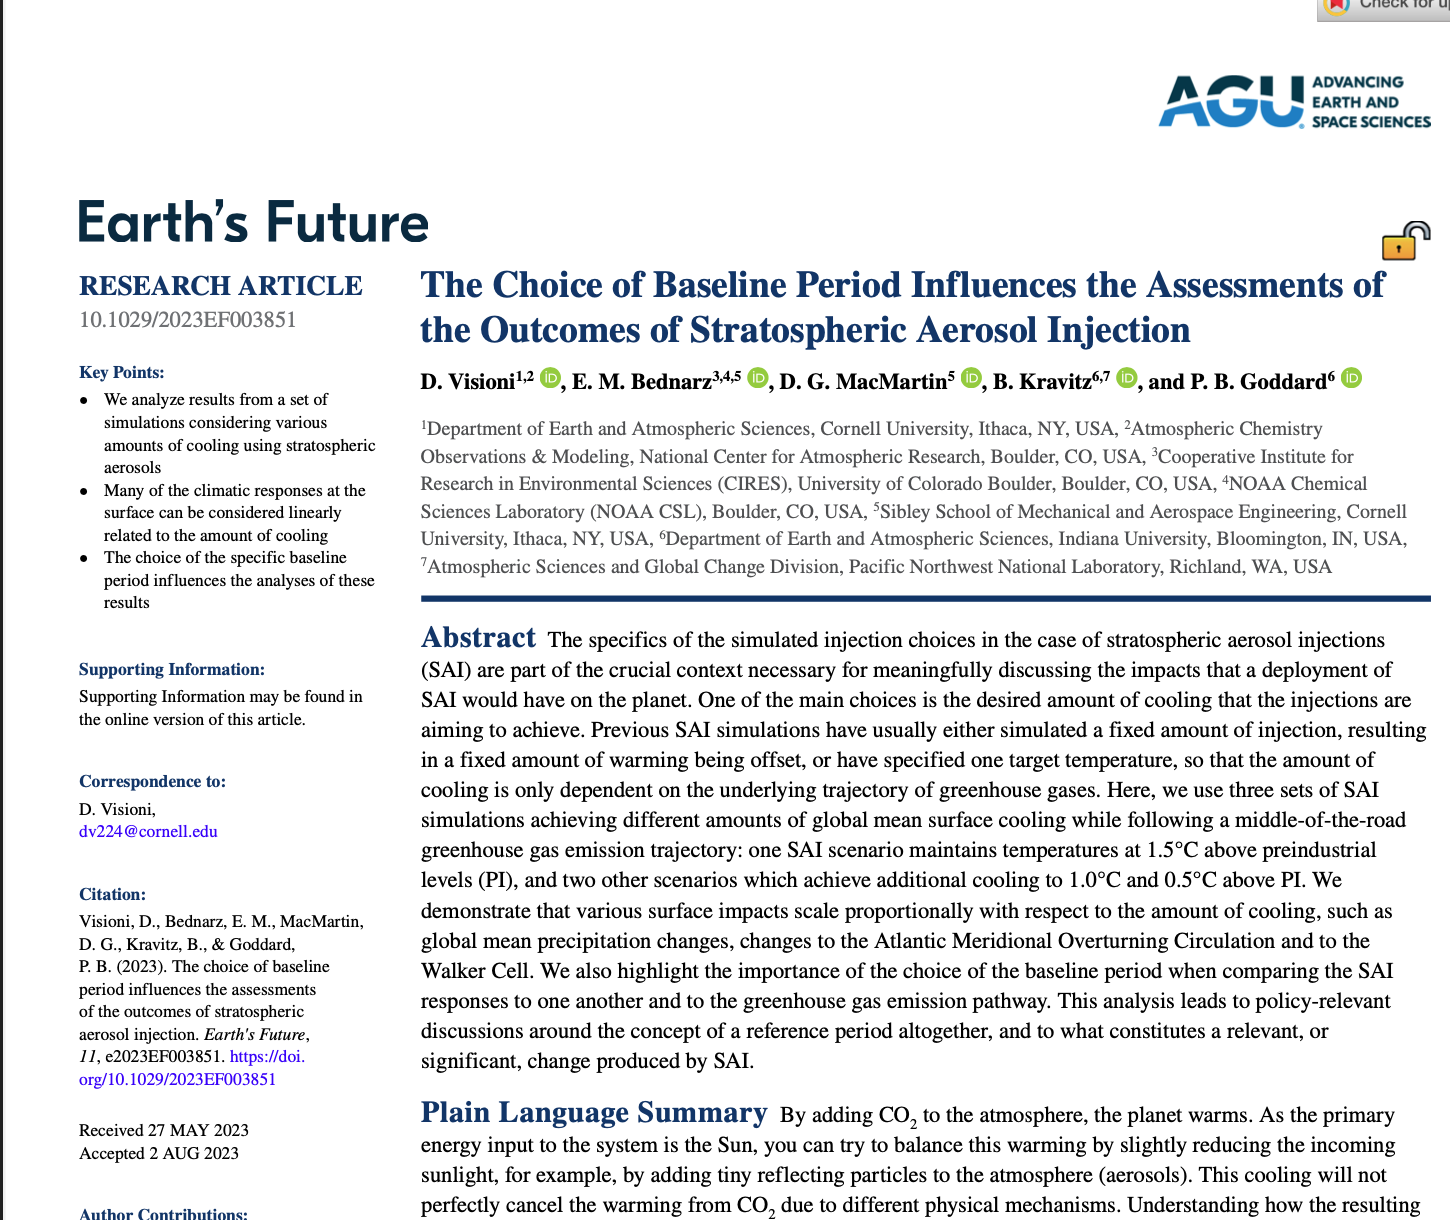 Check for up
AGU ADVANCING
EARTH AND
SPACE SCIENCES
Earth's Future
RESEARCH ARTICLE
10.1029/2023EF003851
Key Points:
• We analyze results from a set of
simulations considering various
amounts of cooling using stratospheric
aerosols
• Many of the climatic responses at the
surface can be considered linearly
related to the amount of cooling
• The choice of the specific baseline
period influences the analyses of these
results
Supporting Information:
Supporting Information may be found in
the online version of this article.
Correspondence to:
D. Visioni,
dv224@cornell.edu
Citation:
Visioni, D., Bednarz, E. M., MacMartin,
D. G., Kravitz, B., & Goddard,
P. B. (2023). The choice of baseline
period influences the assessments
of the outcomes of stratospheric
aerosol injection. Earth's Future,
11, e2023EF003851. https://doi.
org/10.1029/2023EF003851
Received 27 MAY 2023
Accepted 2 AUG 2023
Author Contributions:
The Choice of Baseline Period Influences the Assessments of
the Outcomes of Stratospheric Aerosol Injection
D. Visioni1,2 iD, E. M. Bednarz3,4,5 iD, D. G. MacMartin5 iD, B. Kravitz6,7 iD, and P. B. Goddard6 iD
1Department of Earth and Atmospheric Sciences, Cornell University, Ithaca, NY, USA, 2Atmospheric Chemistry
Observations & Modeling, National Center for Atmospheric Research, Boulder, CO, USA, 3Cooperative Institute for
Research in Environmental Sciences (CIRES), University of Colorado Boulder, Boulder, CO, USA, 4NOAA Chemical
Sciences Laboratory (NOAA CSL), Boulder, CO, USA, 5Sibley School of Mechanical and Aerospace Engineering, Cornell
University, Ithaca, NY, USA, 6Department of Earth and Atmospheric Sciences, Indiana University, Bloomington, IN, USA,
7Atmospheric Sciences and Global Change Division, Pacific Northwest National Laboratory, Richland, WA, USA
Abstract The specifics of the simulated injection choices in the case of stratospheric aerosol injections
(SAI) are part of the crucial context necessary for meaningfully discussing the impacts that a deployment of
SAI would have on the planet. One of the main choices is the desired amount of cooling that the injections are
aiming to achieve. Previous SAI simulations have usually either simulated a fixed amount of injection, resulting
in a fixed amount of warming being offset, or have specified one target temperature, so that the amount of
cooling is only dependent on the underlying trajectory of greenhouse gases. Here, we use three sets of SAI
simulations achieving different amounts of global mean surface cooling while following a middle-of-the-road
greenhouse gas emission trajectory: one SAI scenario maintains temperatures at 1.5°C above preindustrial
levels (PI), and two other scenarios which achieve additional cooling to 1.0°C and 0.5°C above PI. We
demonstrate that various surface impacts scale proportionally with respect to the amount of cooling, such as
global mean precipitation changes, changes to the Atlantic Meridional Overturning Circulation and to the
Walker Cell. We also highlight the importance of the choice of the baseline period when comparing the SAI
responses to one another and to the greenhouse gas emission pathway. This analysis leads to policy-relevant
discussions around the concept of a reference period altogether, and to what constitutes a relevant, or
significant, change produced by SAI.
Plain Language Summary By adding CO2 to the atmosphere, the planet warms. As the primary
energy input to the system is the Sun, you can try to balance this warming by slightly reducing the incoming
sunlight, for example, by adding tiny reflecting particles to the atmosphere (aerosols). This cooling will not
perfectly cancel the warming from CO2 due to different physical mechanisms. Understanding how the resulting